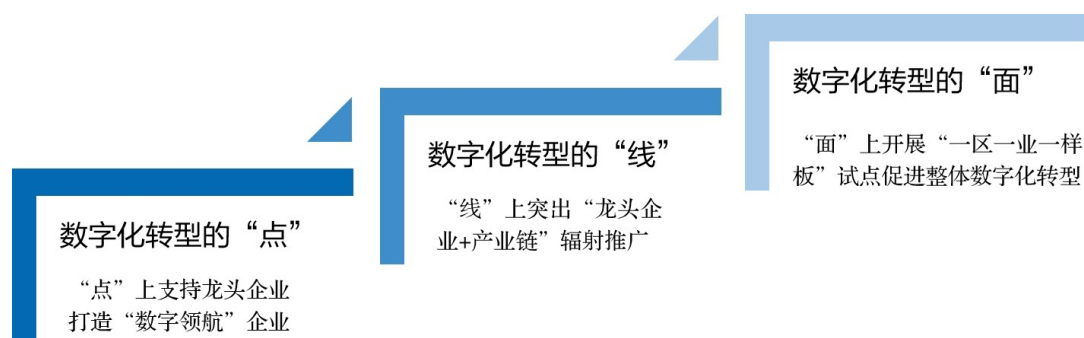 数字化转型的“点”
“点”上支持龙头企业
打造“数字领航”企业
数字化转型的“线”
“线”上突出“龙头企
业+产业链”辐射推广
数字化转型的“面”
“面”上开展“一区一业一样
板”试点促进整体数字化转型